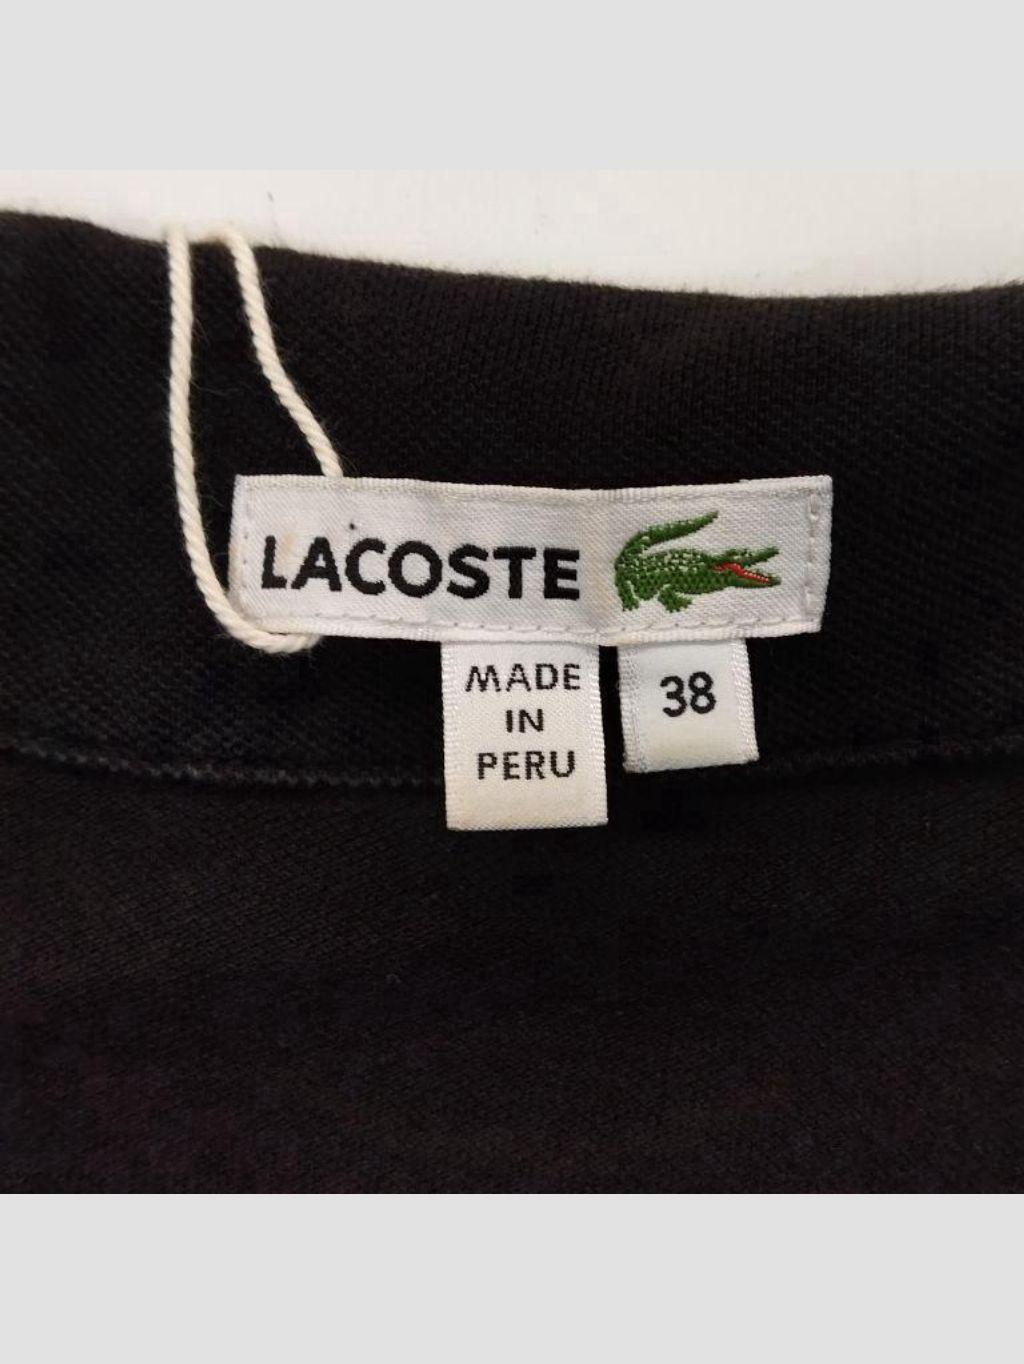 LACOSTE
MADE
IN
PERU
38